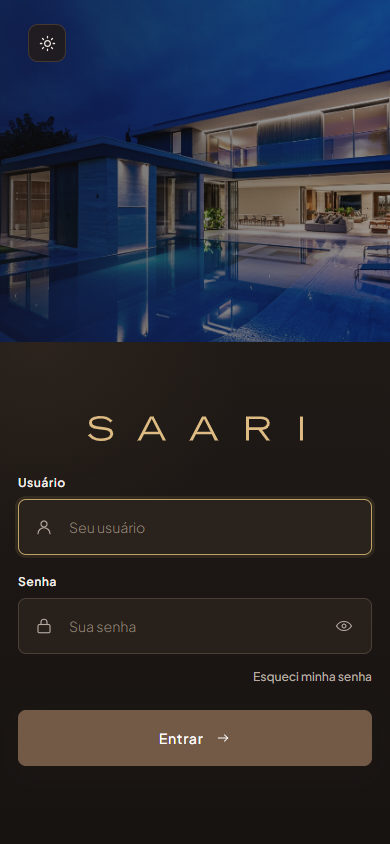 SAARI
Usuário
Seu usuário
Senha
Sua senha
Esqueci minha senha
Entrar →